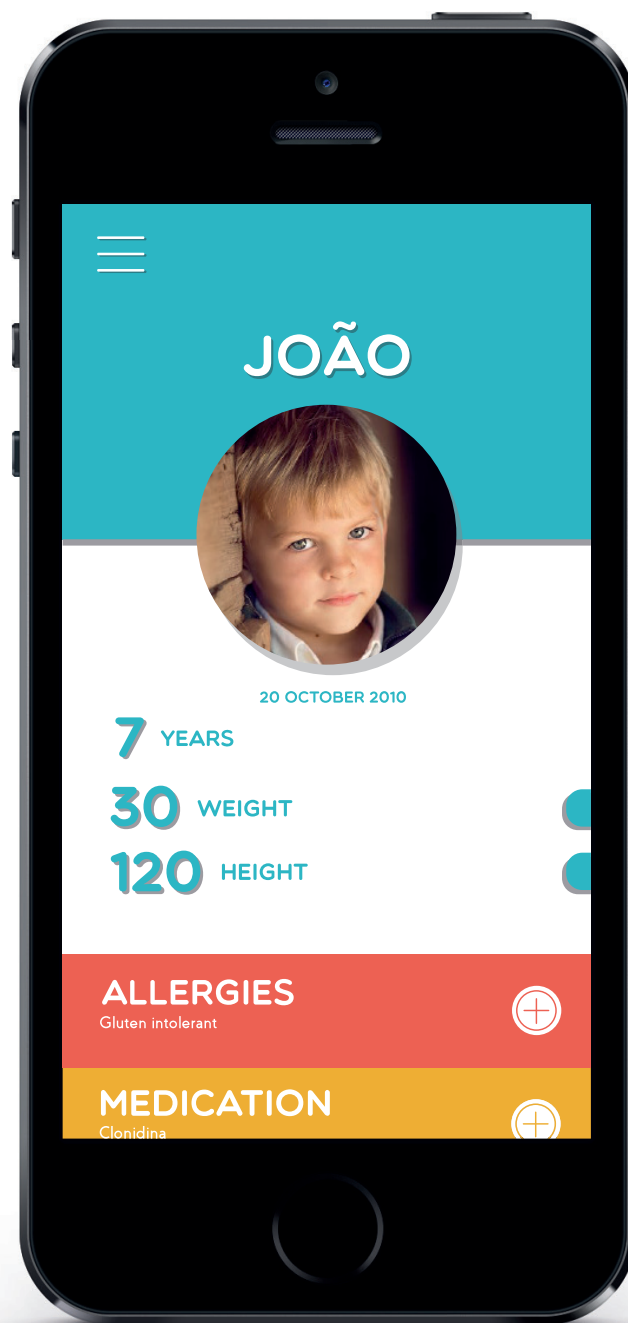 JOÃO
20 OCTOBER 2010
7 YEARS
30 WEIGHT
120 HEIGHT
ALLERGIES
Gluten intolerant
MEDICATION
Clonidina